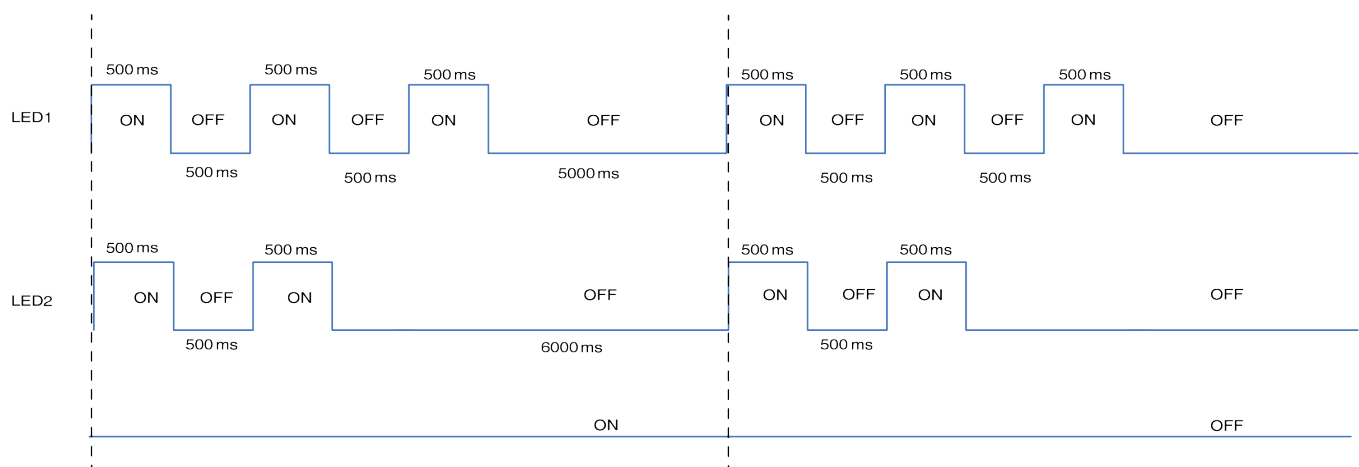 500 ms 500 ms 500 ms 500 ms 500 ms 500 ms
LED1 ON OFF ON OFF ON OFF ON OFF ON OFF ON OFF
500 ms 500 ms 5000 ms 500 ms 500 ms
500 ms 500 ms 500 ms 500 ms
LED2 ON OFF ON OFF ON OFF ON OFF
500 ms 6000 ms 500 ms
ON OFF